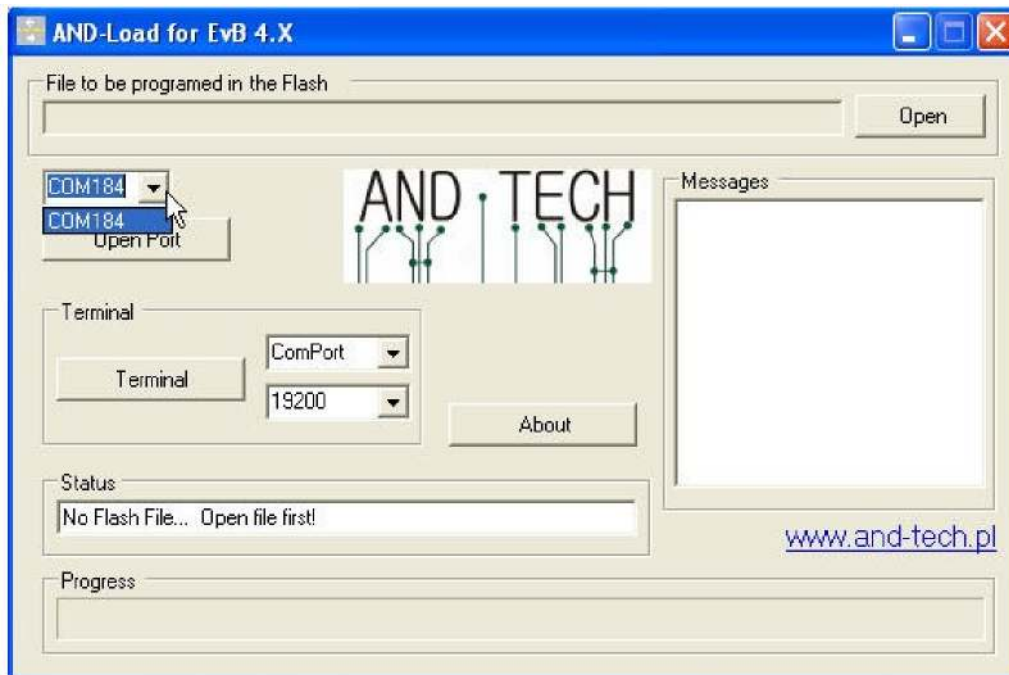 AND-Load for EvB 4.X
File to be programed in the Flash
Open
COM184
COM184
Open Port
AND TECH
Messages
Terminal
Terminal
ComPort
19200
About
Status
No Flash File... Open file first!
www.and-tech.pl
Progress